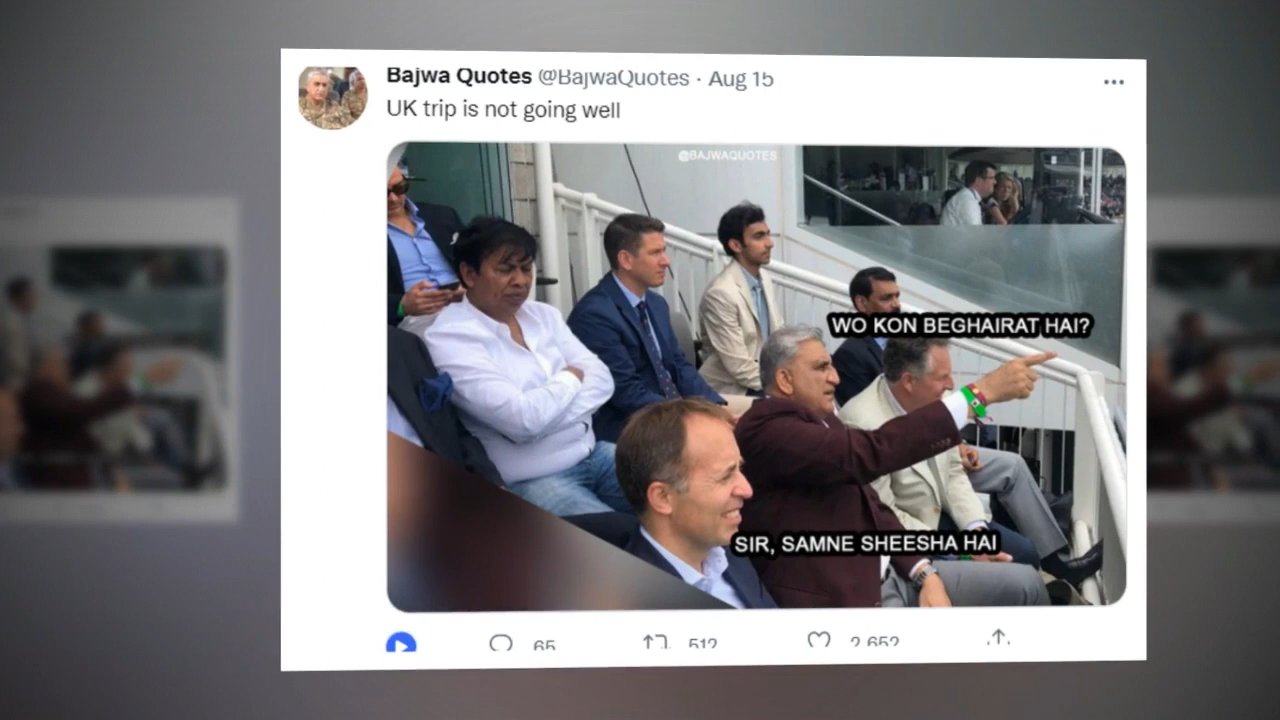 Bajwa Quotes @BajwaQuotes · Aug 15
UK trip is not going well
@BAJWAQUOTES
WO KON BEGHAIRAT HAI?
SIR, SAMNE SHEESHA HAI
65 512 2,652